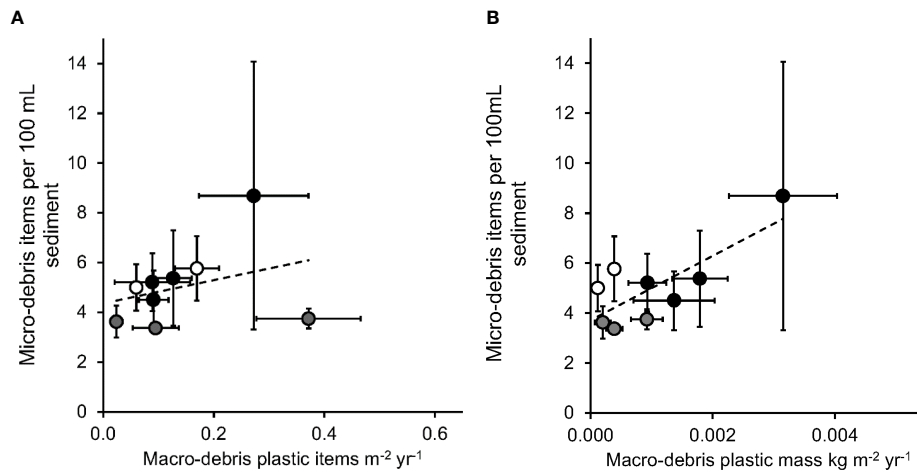 A
Micro-debris items per 100 mL
sediment
14
12
10
8
6
4
2
0
0.0
0.2
0.4
0.6
Macro-debris plastic items m⁻² yr⁻¹
B
Micro-debris items per 100mL
sediment
14
12
10
8
6
4
2
0
0.000
0.002
0.004
Macro-debris plastic mass kg m⁻² yr⁻¹